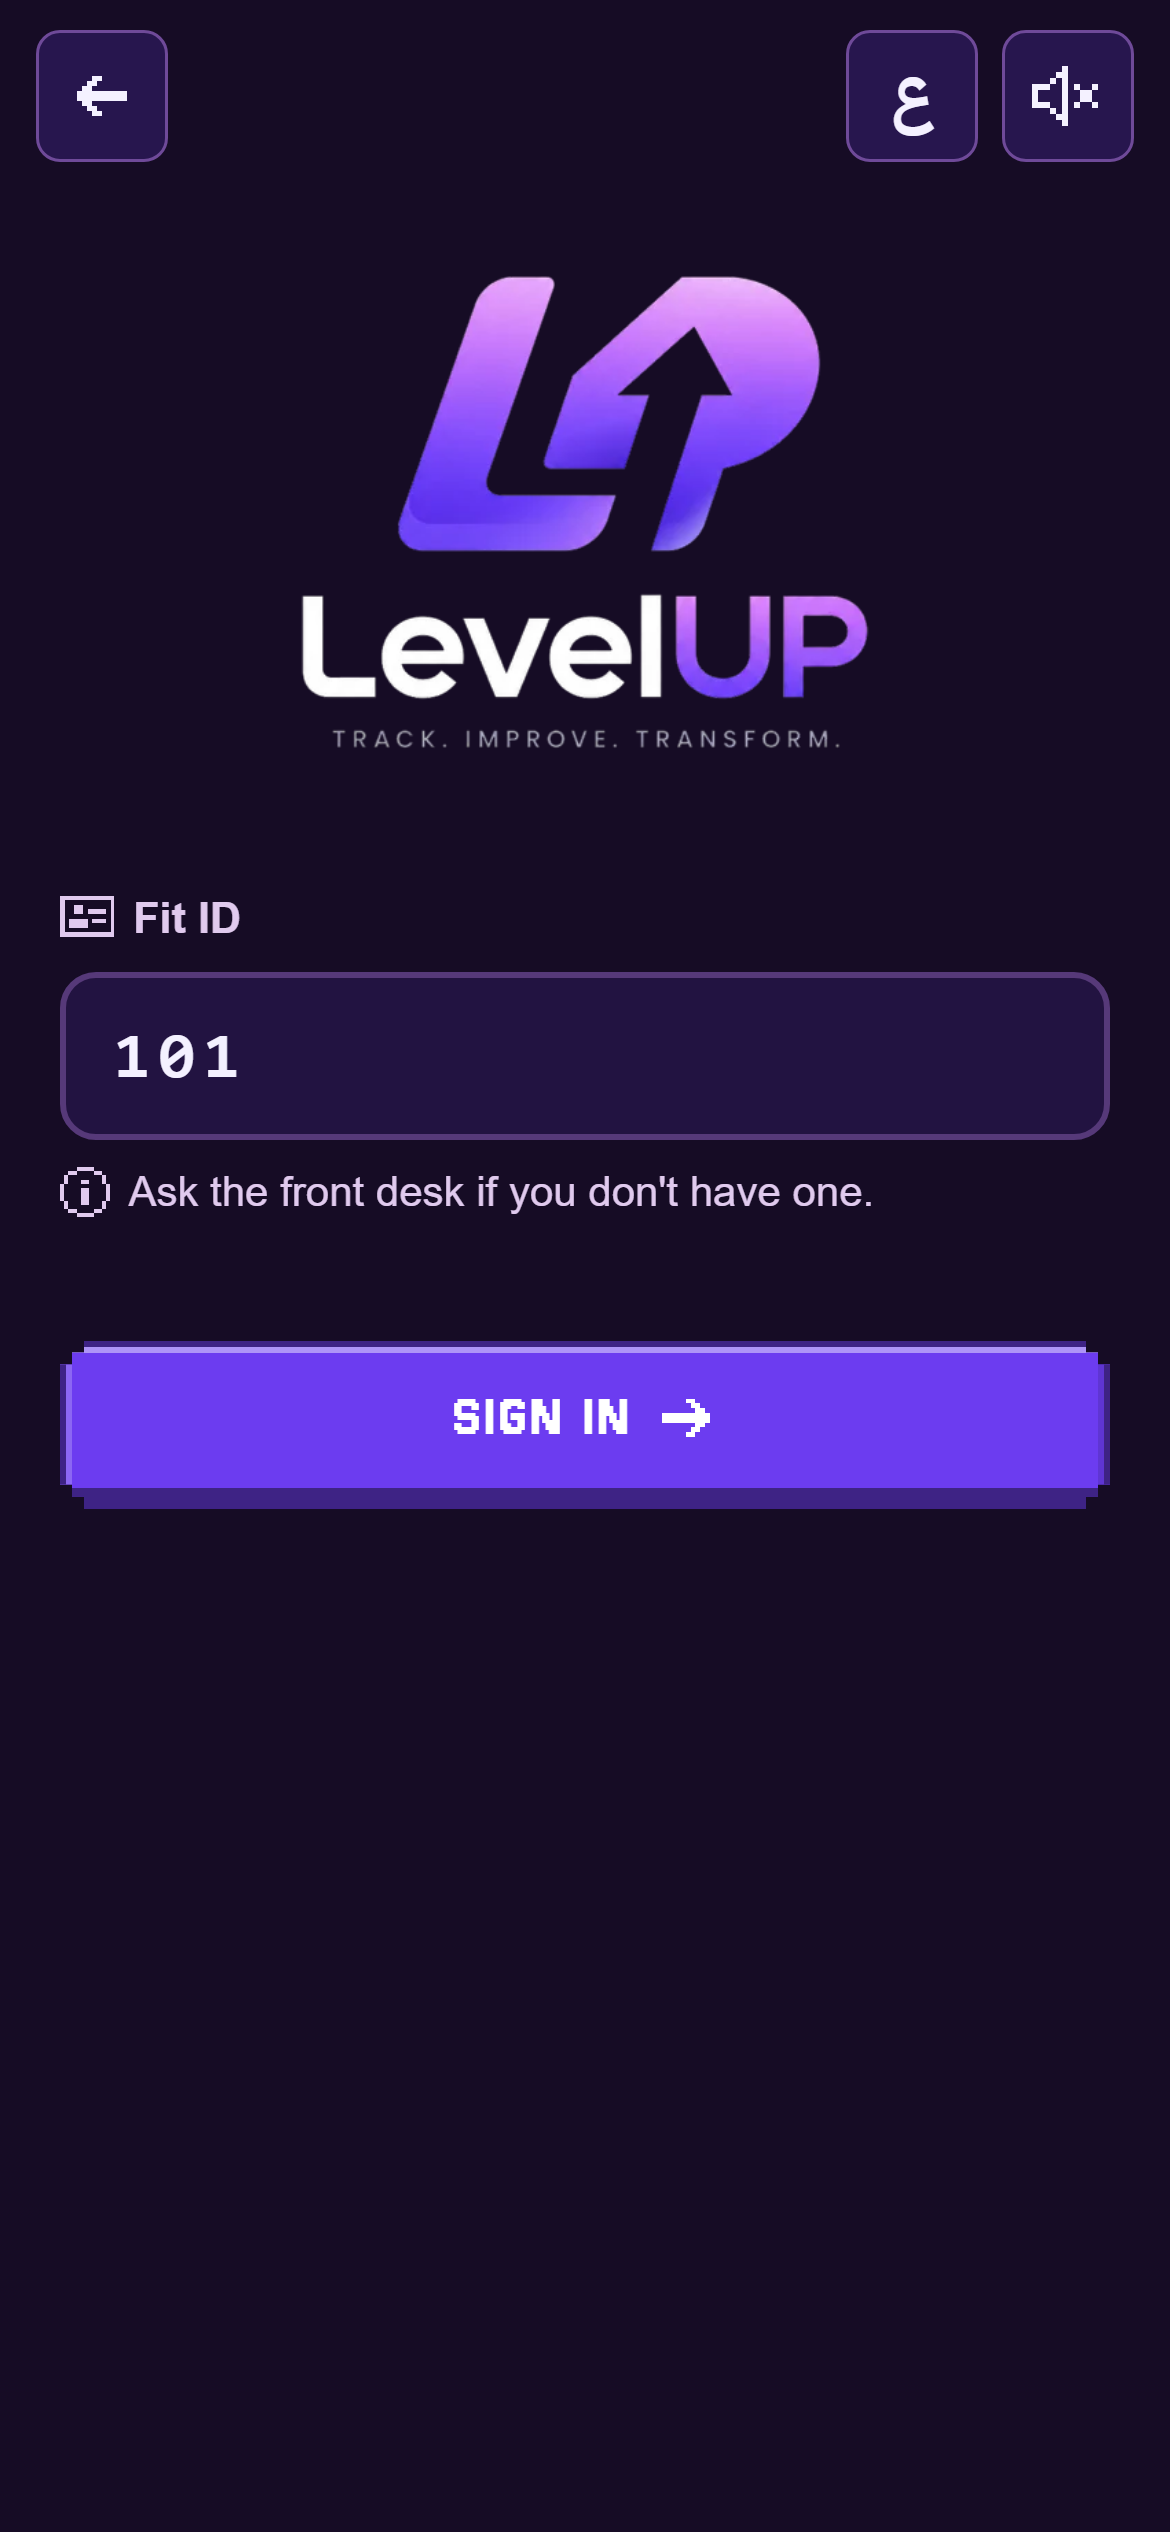 ع
LevelUP
TRACK. IMPROVE. TRANSFORM.
Fit ID
101
Ask the front desk if you don't have one.
SIGN IN